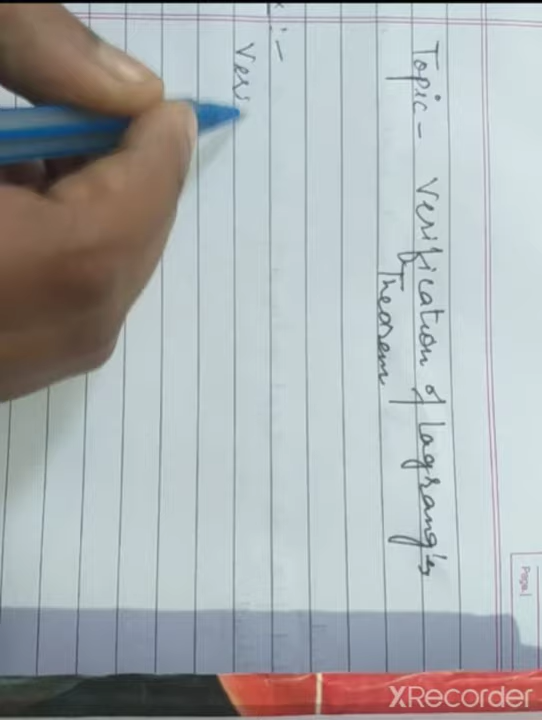 Topic - Verification of Lagrang's
Theorem
:-
Veri
Page
XRecorder